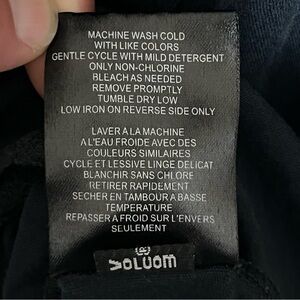 MACHINE WASH COLD
WITH LIKE COLORS
GENTLE CYCLE WITH MILD DETERGENT
ONLY NON-CHLORINE
BLEACH AS NEEDED
REMOVE PROMPTLY
TUMBLE DRY LOW
LOW IRON ON REVERSE SIDE ONLY
LAVER A LA MACHINE
A L'EAU FROIDE AVEC DES
COULEURS SIMILAIRES
CYCLE ET LESSIVE LINGE DELICAT
BLANCHIR SANS CHLORE
RETIRER RAPIDEMENT
SECHER EN TAMBOUR A BASSE
TEMPERATURE
REPASSER A FROID SUR L'ENVERS
SEULEMENT